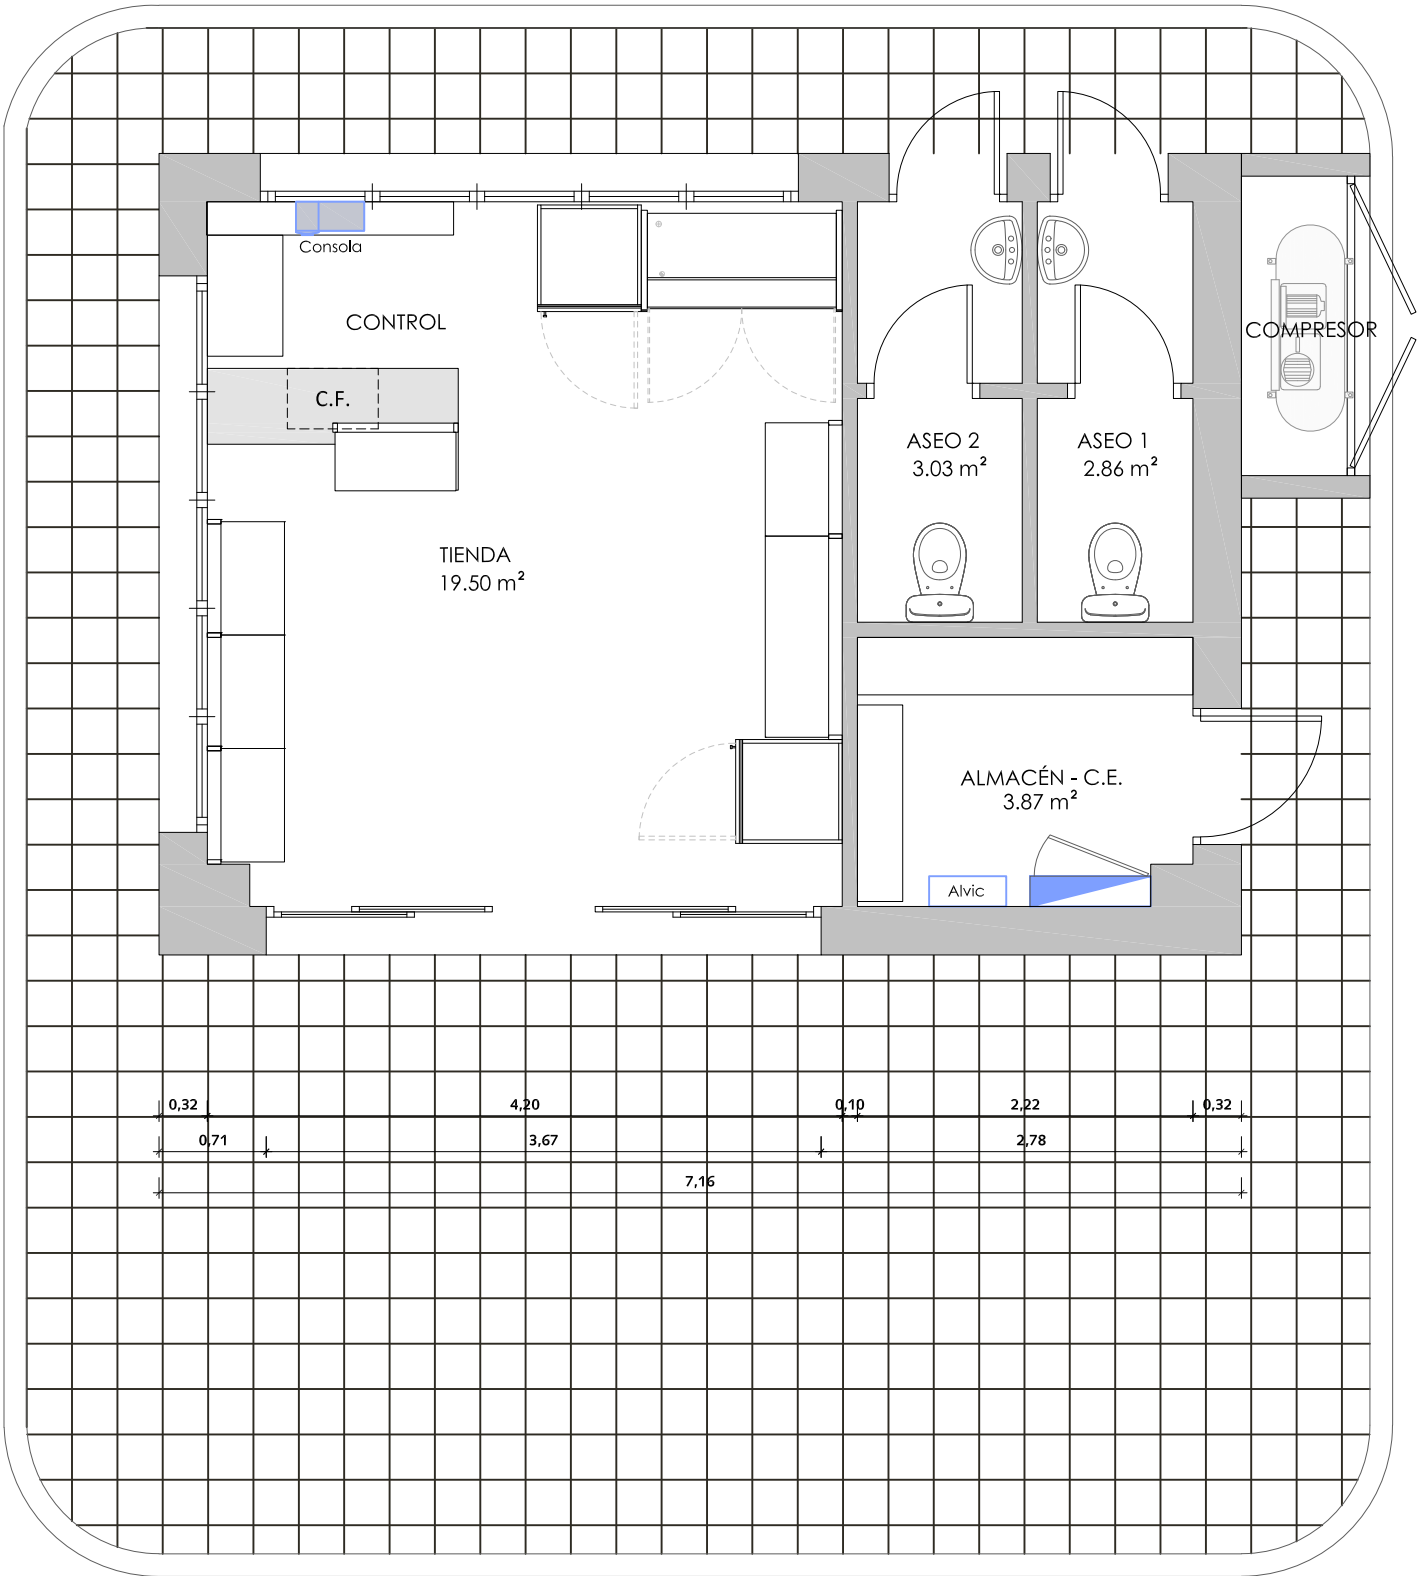 Consola
CONTROL
COMPRESOR
C.F.
ASEO 2
3.03 m²
ASEO 1
2.86 m²
TIENDA
19.50 m²
ALMACÉN - C.E.
3.87 m²
Alvic
0,32
4,20
0,10
2,22
0,32
0,71
3,67
2,78
7,16